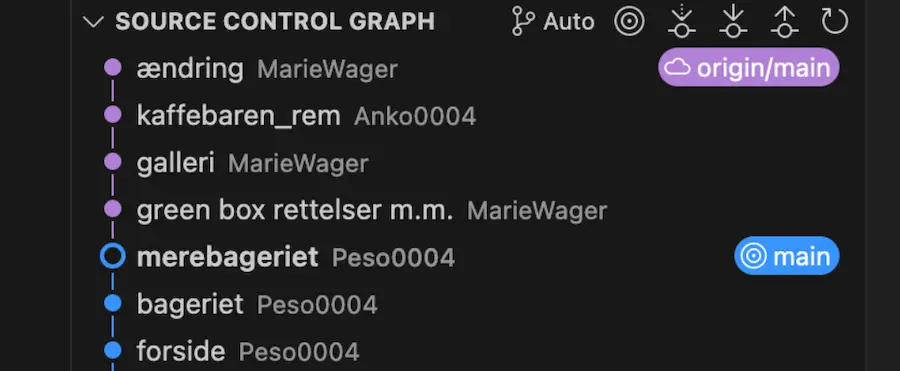 SOURCE CONTROL GRAPH Auto
ændring MarieWager origin/main
kaffebaren_rem Anko0004
galleri MarieWager
green box rettelser m.m. MarieWager
merebageriet Peso0004 main
bageriet Peso0004
forside Peso0004